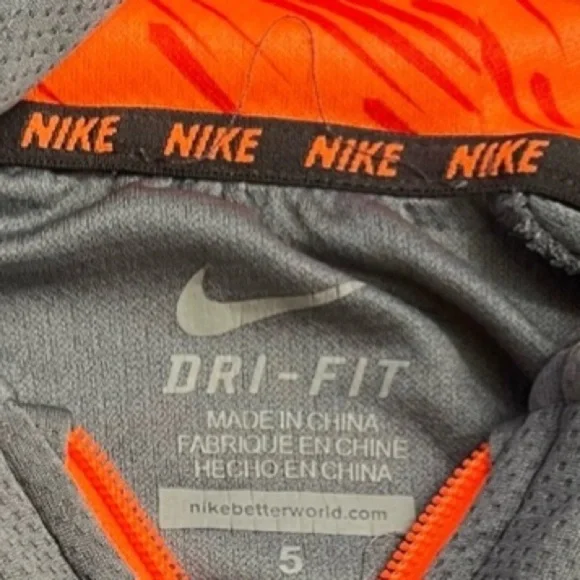 NIKE NIKE NIKE NIKE
DRI-FIT
MADE IN CHINA
FABRIQUE EN CHINE
HECHO EN CHINA
nikebetterworld.com
5